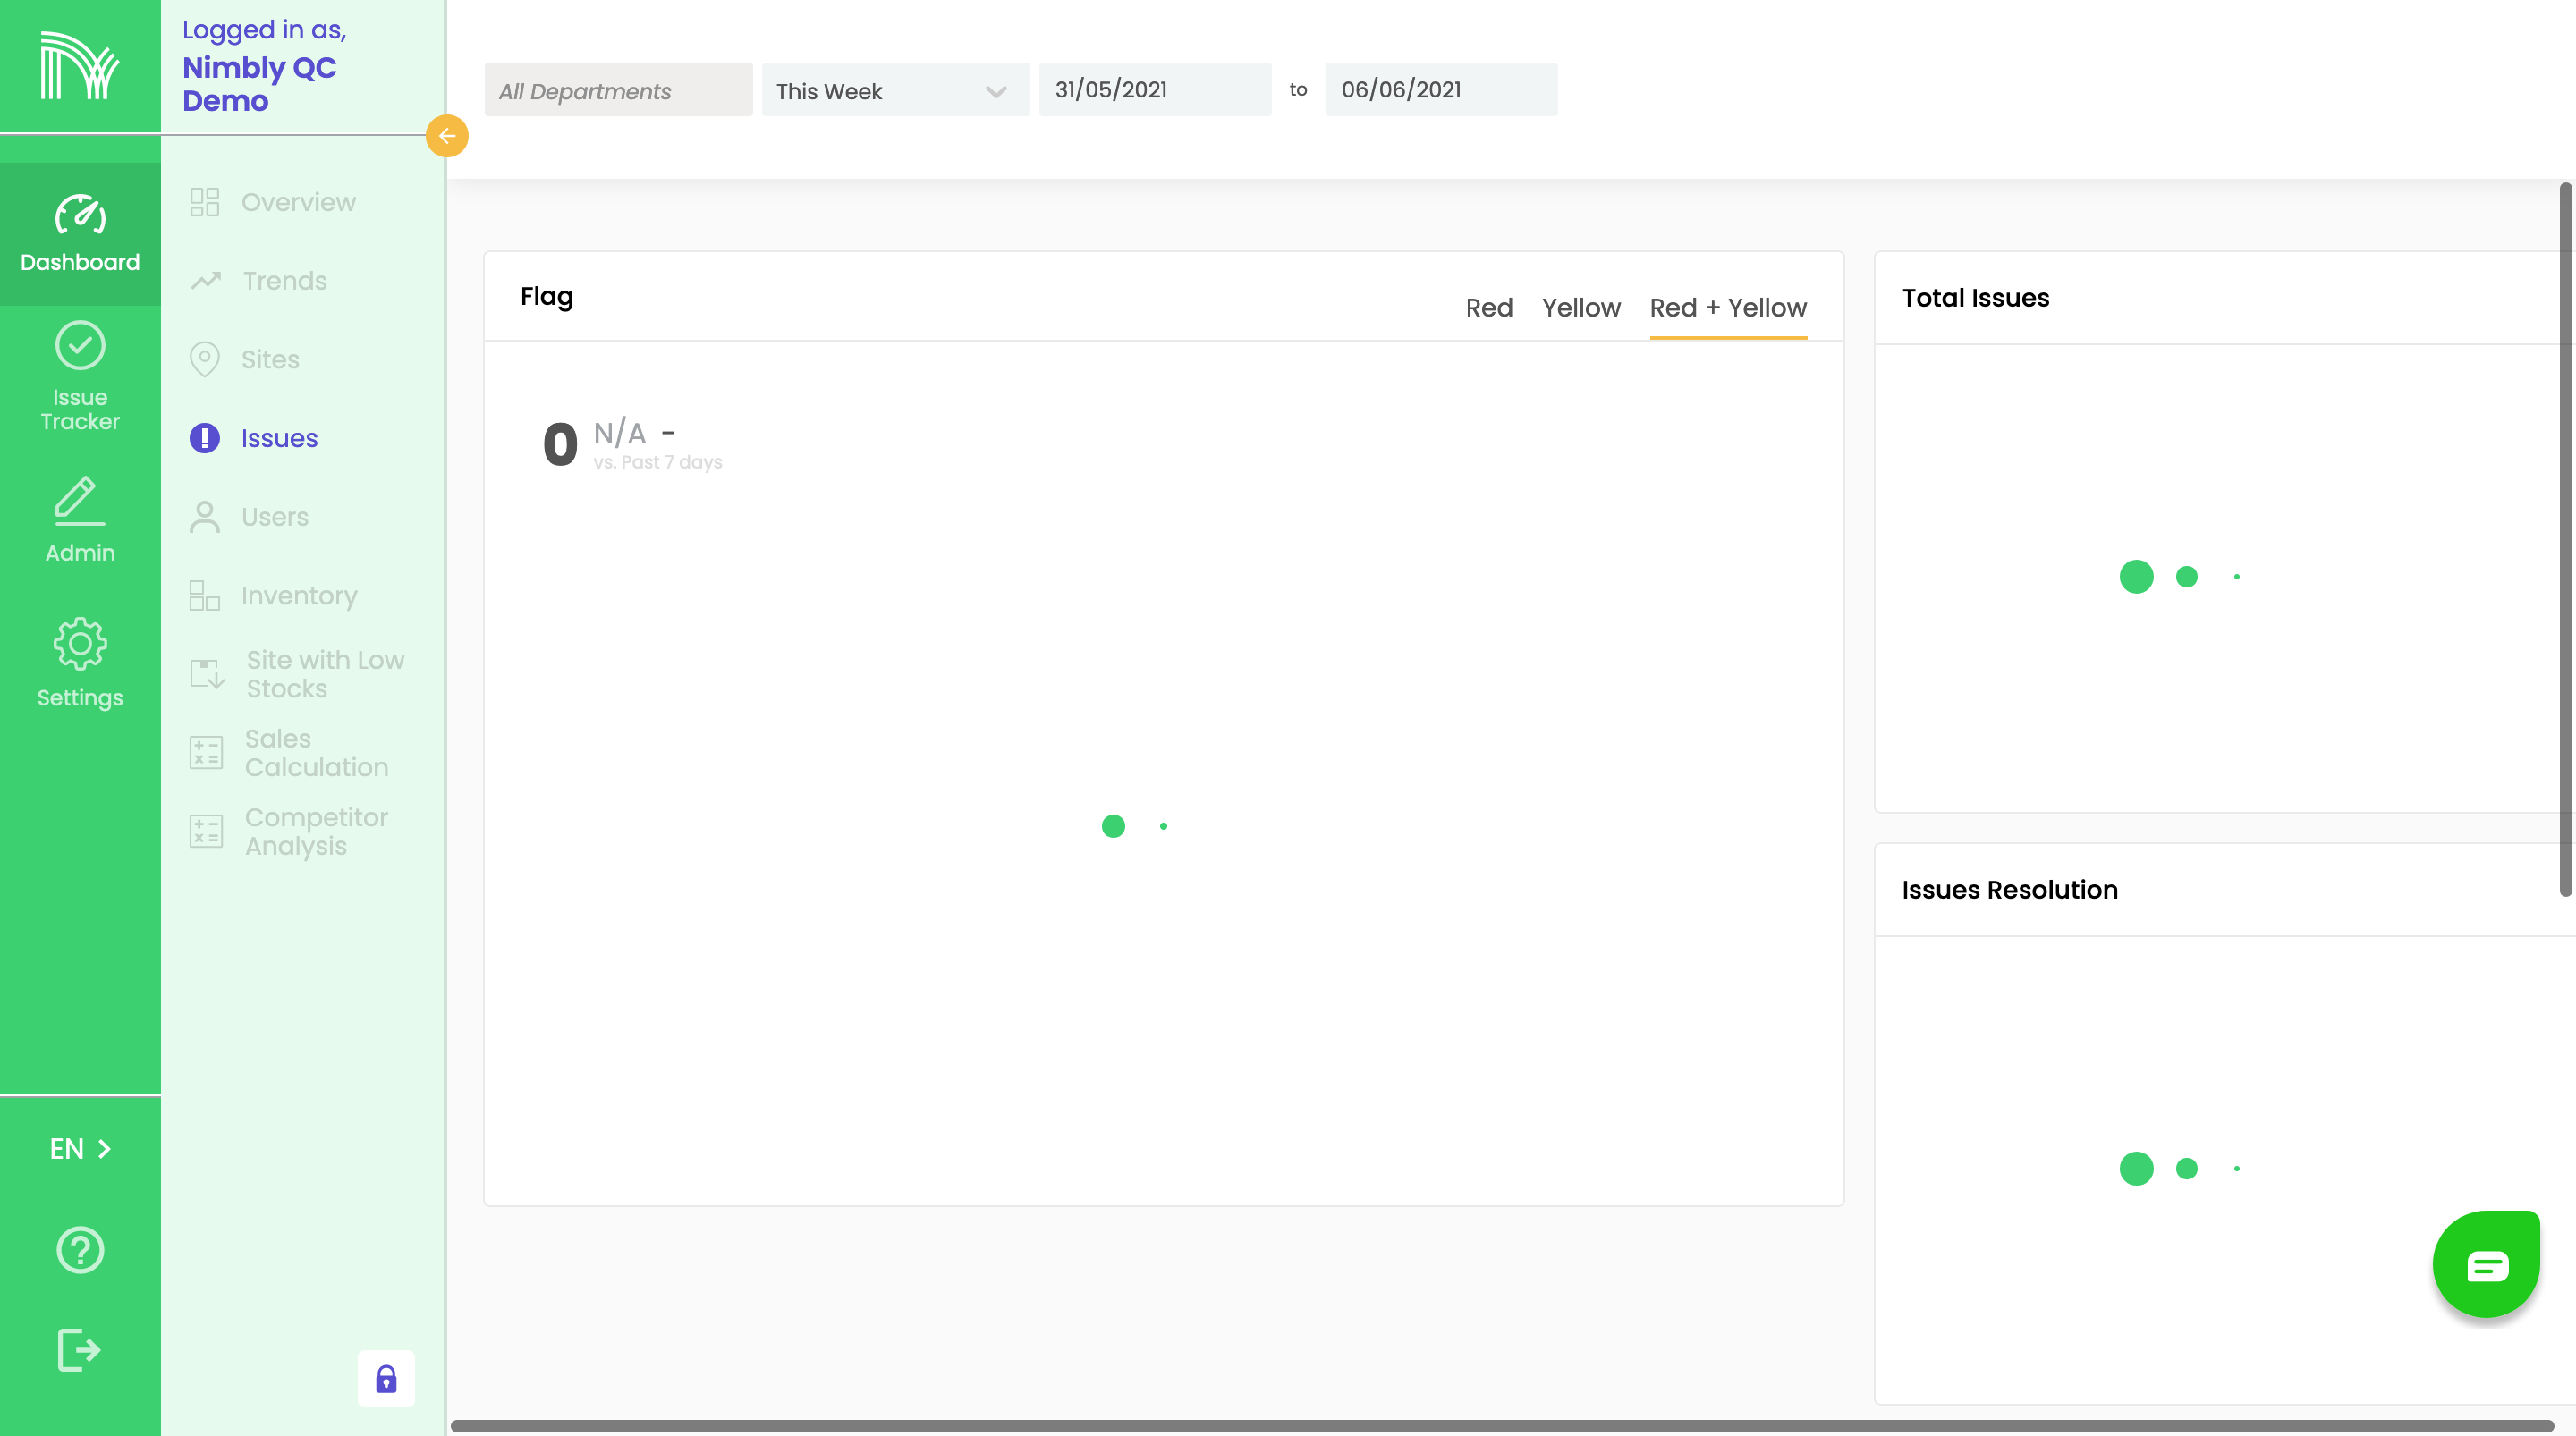 Logged in as,
Nimbly QC
Demo
Dashboard
Issue
Tracker
Admin
Settings
EN
Overview
Trends
Sites
Issues
Users
Inventory
Site with Low
Stocks
Sales
Calculation
Competitor
Analysis
All Departments
This Week
31/05/2021
to
06/06/2021
Flag
Red
Yellow
Red + Yellow
0
N/A -
vs. Past 7 days
Total Issues
Issues Resolution